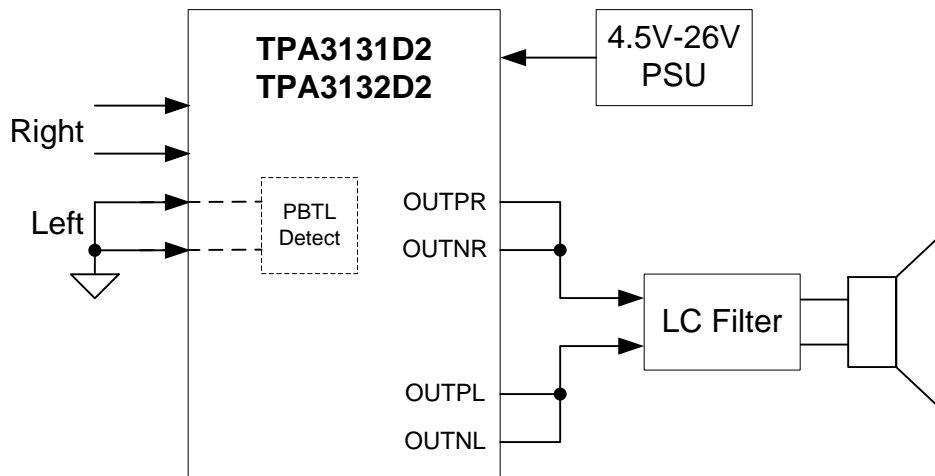 TPA3131D2
TPA3132D2
4.5V-26V
PSU
Right
Left
PBTL
Detect
OUTPR
OUTNR
LC Filter
OUTPL
OUTNL